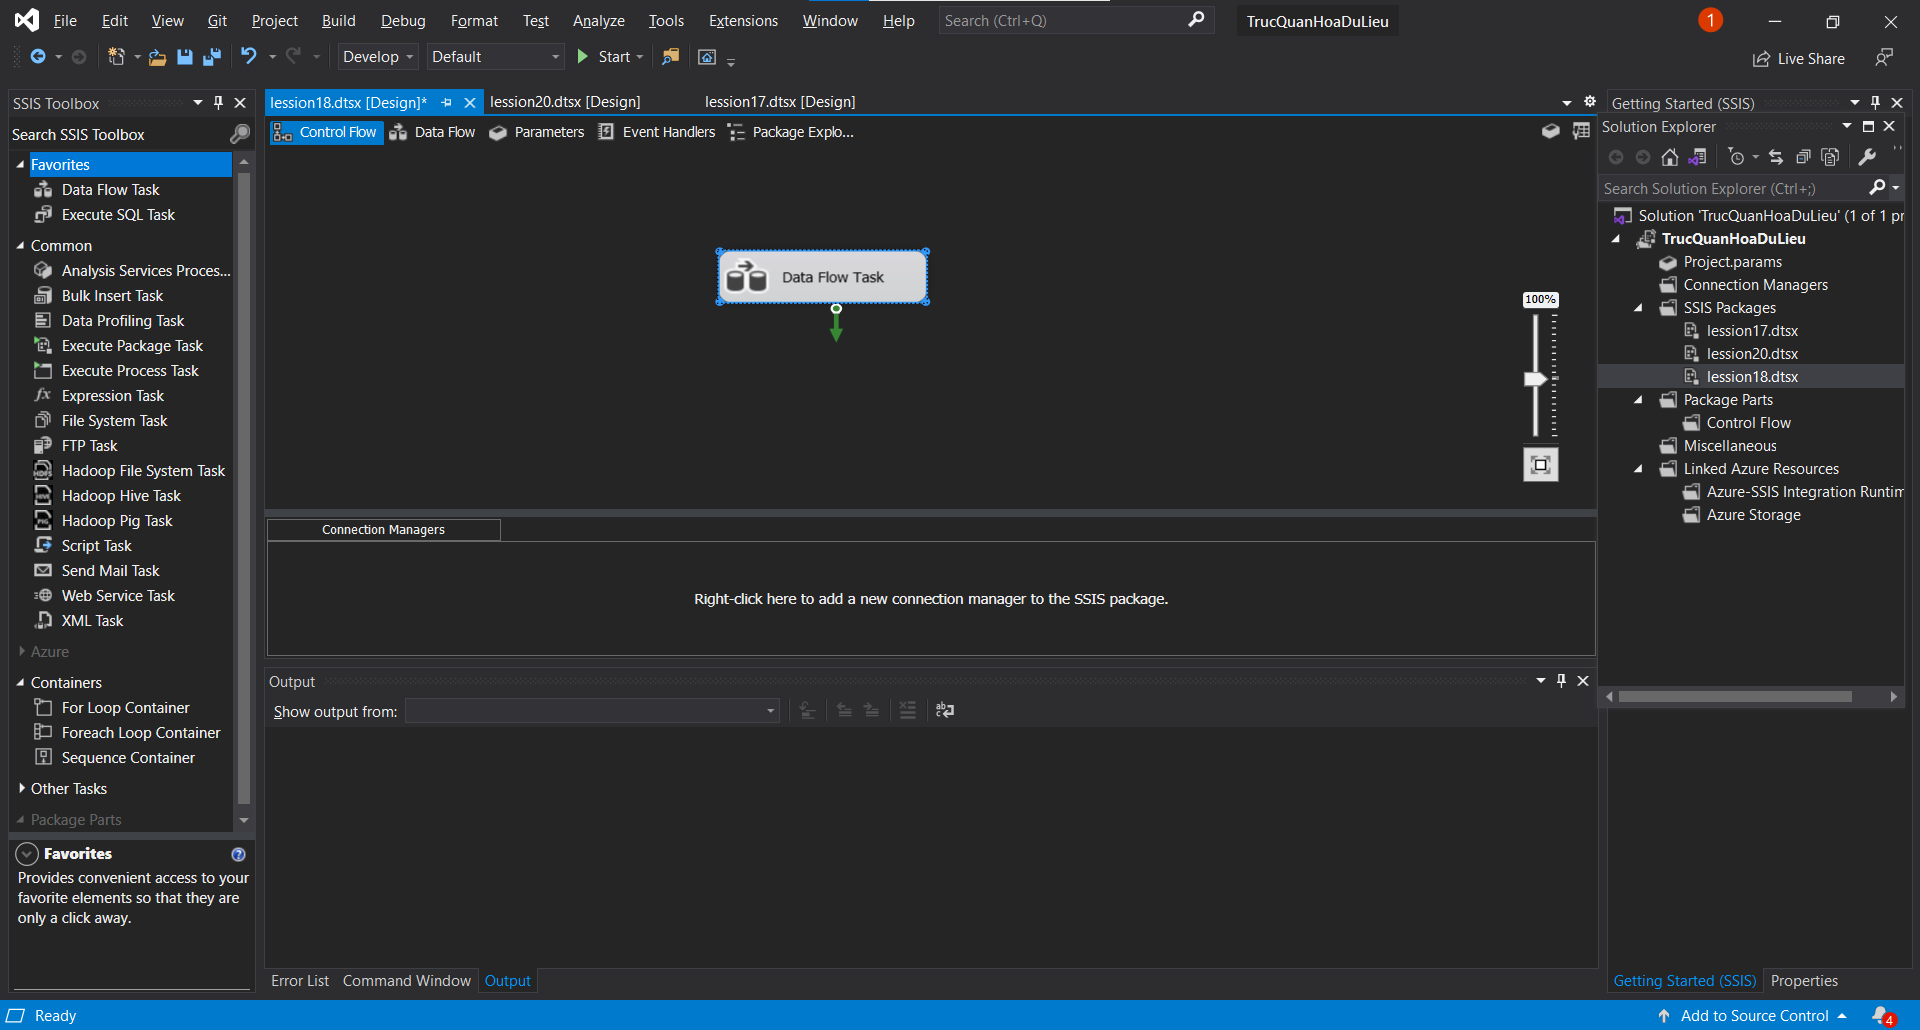 File Edit View Git Project Build Debug Format Test Analyze Tools Extensions Window Help Search (Ctrl+Q) TrucQuanHoaDuLieu 1
Develop Default Start Live Share
SSIS Toolbox
Search SSIS Toolbox
Favorites
Data Flow Task
Execute SQL Task
Common
Analysis Services Proces...
Bulk Insert Task
Data Profiling Task
Execute Package Task
Execute Process Task
Expression Task
File System Task
FTP Task
Hadoop File System Task
Hadoop Hive Task
Hadoop Pig Task
Script Task
Send Mail Task
Web Service Task
XML Task
Azure
Containers
For Loop Container
Foreach Loop Container
Sequence Container
Other Tasks
Package Parts
Favorites
Provides convenient access to your
favorite elements so that they are
only a click away.
lession18.dtsx [Design]* lession20.dtsx [Design] lession17.dtsx [Design]
Control Flow Data Flow Parameters Event Handlers Package Explo...
Data Flow Task
100%
Connection Managers
Right-click here to add a new connection manager to the SSIS package.
Output
Show output from:
Error List Command Window Output
Getting Started (SSIS)
Solution Explorer
Search Solution Explorer (Ctrl+;)
Solution 'TrucQuanHoaDuLieu' (1 of 1 pr
TrucQuanHoaDuLieu
Project.params
Connection Managers
SSIS Packages
lession17.dtsx
lession20.dtsx
lession18.dtsx
Package Parts
Control Flow
Miscellaneous
Linked Azure Resources
Azure-SSIS Integration Runtim
Azure Storage
Getting Started (SSIS) Properties
Ready Add to Source Control 4